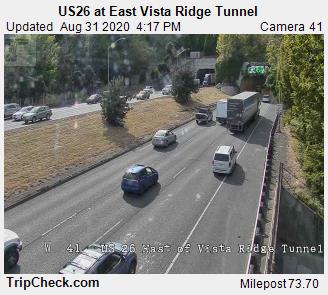 US26 at East Vista Ridge Tunnel
Updated Aug 31 2020 4:17 PM Camera 41
W 41 US 26 East of Vista Ridge Tunnel
TripCheck.com Milepost 73.70